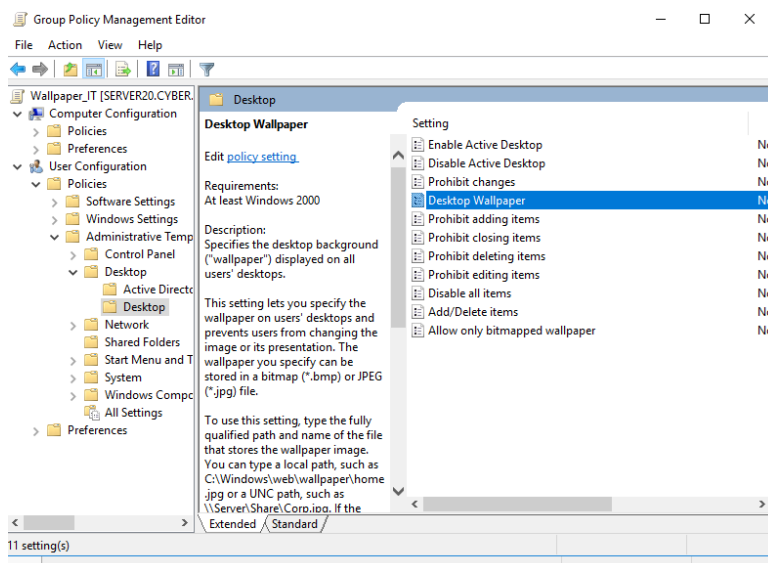 Group Policy Management Editor
File Action View Help
Wallpaper_IT [SERVER20.CYBER.
Computer Configuration
Policies
Preferences
User Configuration
Policies
Software Settings
Windows Settings
Administrative Temp
Control Panel
Desktop
Active Directo
Desktop
Network
Shared Folders
Start Menu and T
System
Windows Compo
All Settings
Preferences
Desktop
Desktop Wallpaper
Edit policy setting
Requirements:
At least Windows 2000
Description:
Specifies the desktop background
("wallpaper") displayed on all
users' desktops.
This setting lets you specify the
wallpaper on users' desktops and
prevents users from changing the
image or its presentation. The
wallpaper you specify can be
stored in a bitmap (*.bmp) or JPEG
(*.jpg) file.
To use this setting, type the fully
qualified path and name of the file
that stores the wallpaper image.
You can type a local path, such as
C:\Windows\web\wallpaper\home
.jpg or a UNC path, such as
\\Server\Share\Corp.jpg. If the
Setting
Enable Active Desktop
Disable Active Desktop
Prohibit changes
Desktop Wallpaper
Prohibit adding items
Prohibit closing items
Prohibit deleting items
Prohibit editing items
Disable all items
Add/Delete items
Allow only bitmapped wallpaper
Extended Standard
11 setting(s)